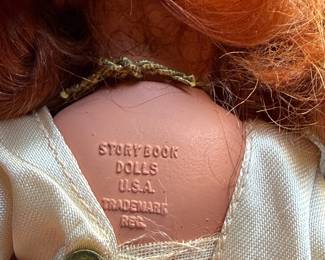 STORYBOOK
DOLLS
U.S.A.
TRADEMARK
REG.